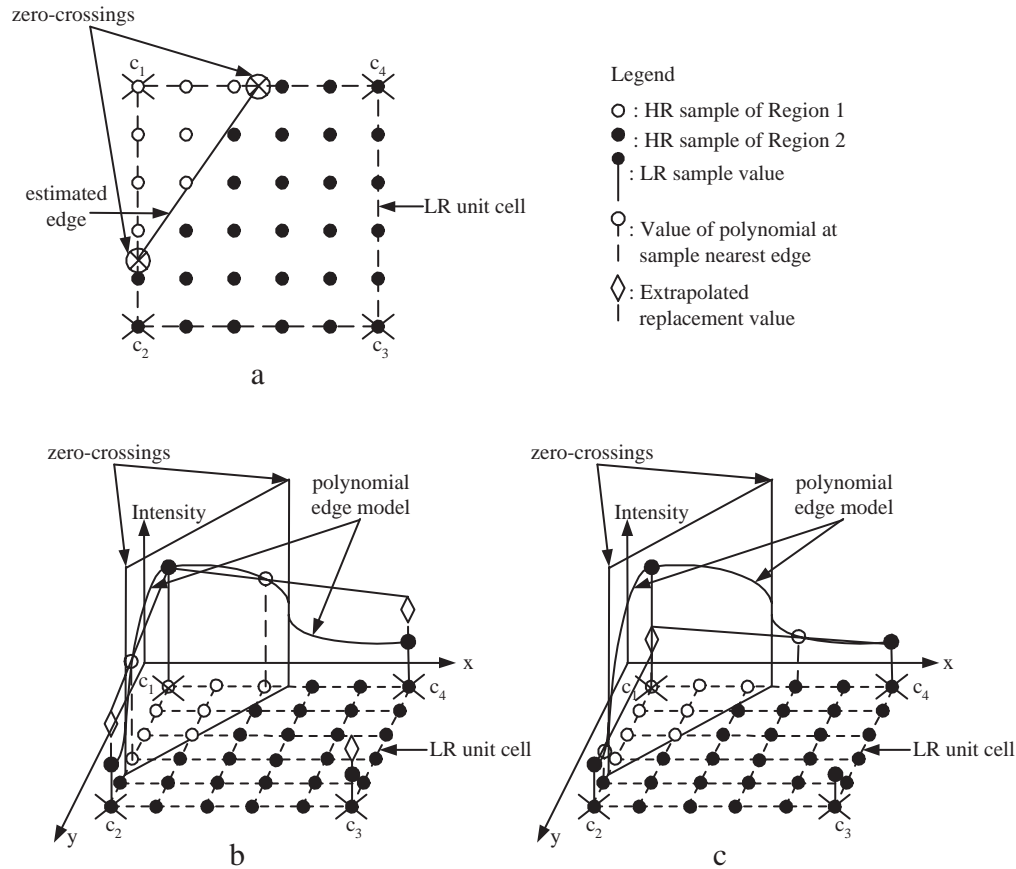 zero-crossings
c1
c4
estimated
edge
LR unit cell
c2
c3
a
Legend
: HR sample of Region 1
: HR sample of Region 2
: LR sample value
: Value of polynomial at
sample nearest edge
: Extrapolated
replacement value
zero-crossings
polynomial
edge model
Intensity
x
c1
c4
LR unit cell
c2
c3
y
b
zero-crossings
polynomial
edge model
Intensity
x
c1
c4
LR unit cell
c2
c3
y
c